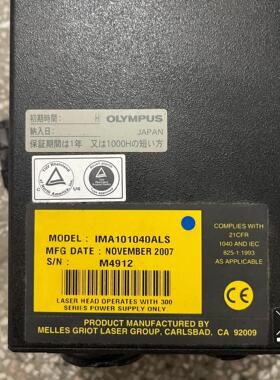 初期時間: H OLYMPUS
納入日: JAPAN
保証期間は1年 又は1000Hの短い方
MODEL: IMA101040ALS
MFG DATE: NOVEMBER 2007
S/N: M4912
LASER HEAD OPERATES WITH 300
SERIES POWER SUPPLY ONLY
COMPLIES WITH
21CFR
1040 AND IEC
825-1:1993
AS APPLICABLE
CE
PRODUCT MANUFACTURED BY
MELLES GRIOT LASER GROUP, CARLSBAD, CA 92009